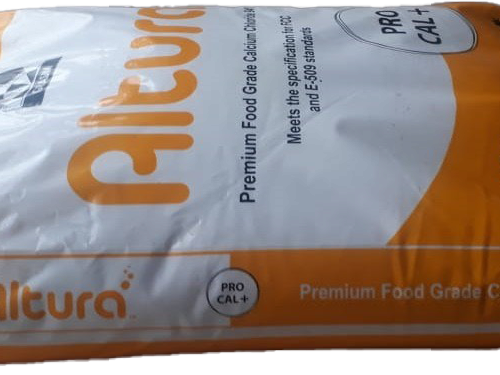 Altura
Premium Food Grade Calcium Chloride
Meets the specification for FCC
and E-509 standards
PRO
CAL+
Altura
PRO
CAL+
Premium Food Grade C